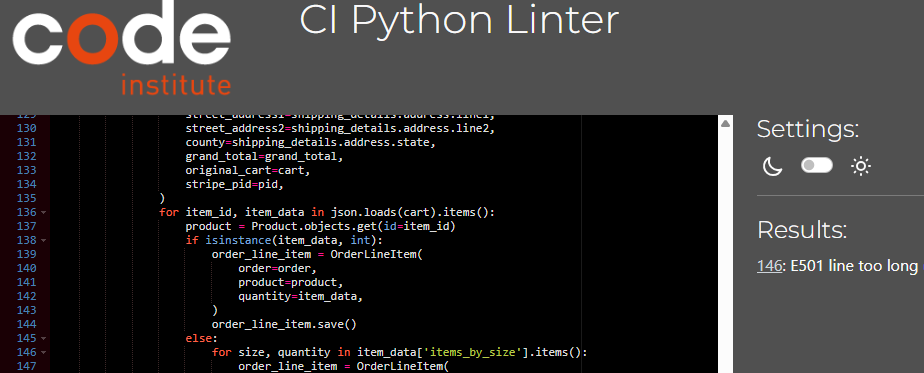 code
institute
CI Python Linter
129 street_address1=shipping_details.address.line1,
130 street_address2=shipping_details.address.line2,
131 county=shipping_details.address.state,
132 grand_total=grand_total,
133 original_cart=cart,
134 stripe_pid=pid,
135 )
136 for item_id, item_data in json.loads(cart).items():
137 product = Product.objects.get(id=item_id)
138 if isinstance(item_data, int):
139 order_line_item = OrderLineItem(
140 order=order,
141 product=product,
142 quantity=item_data,
143 )
144 order_line_item.save()
145 else:
146 for size, quantity in item_data['items_by_size'].items():
147 order_line_item = OrderLineItem(
Settings:
Results:
146: E501 line too long